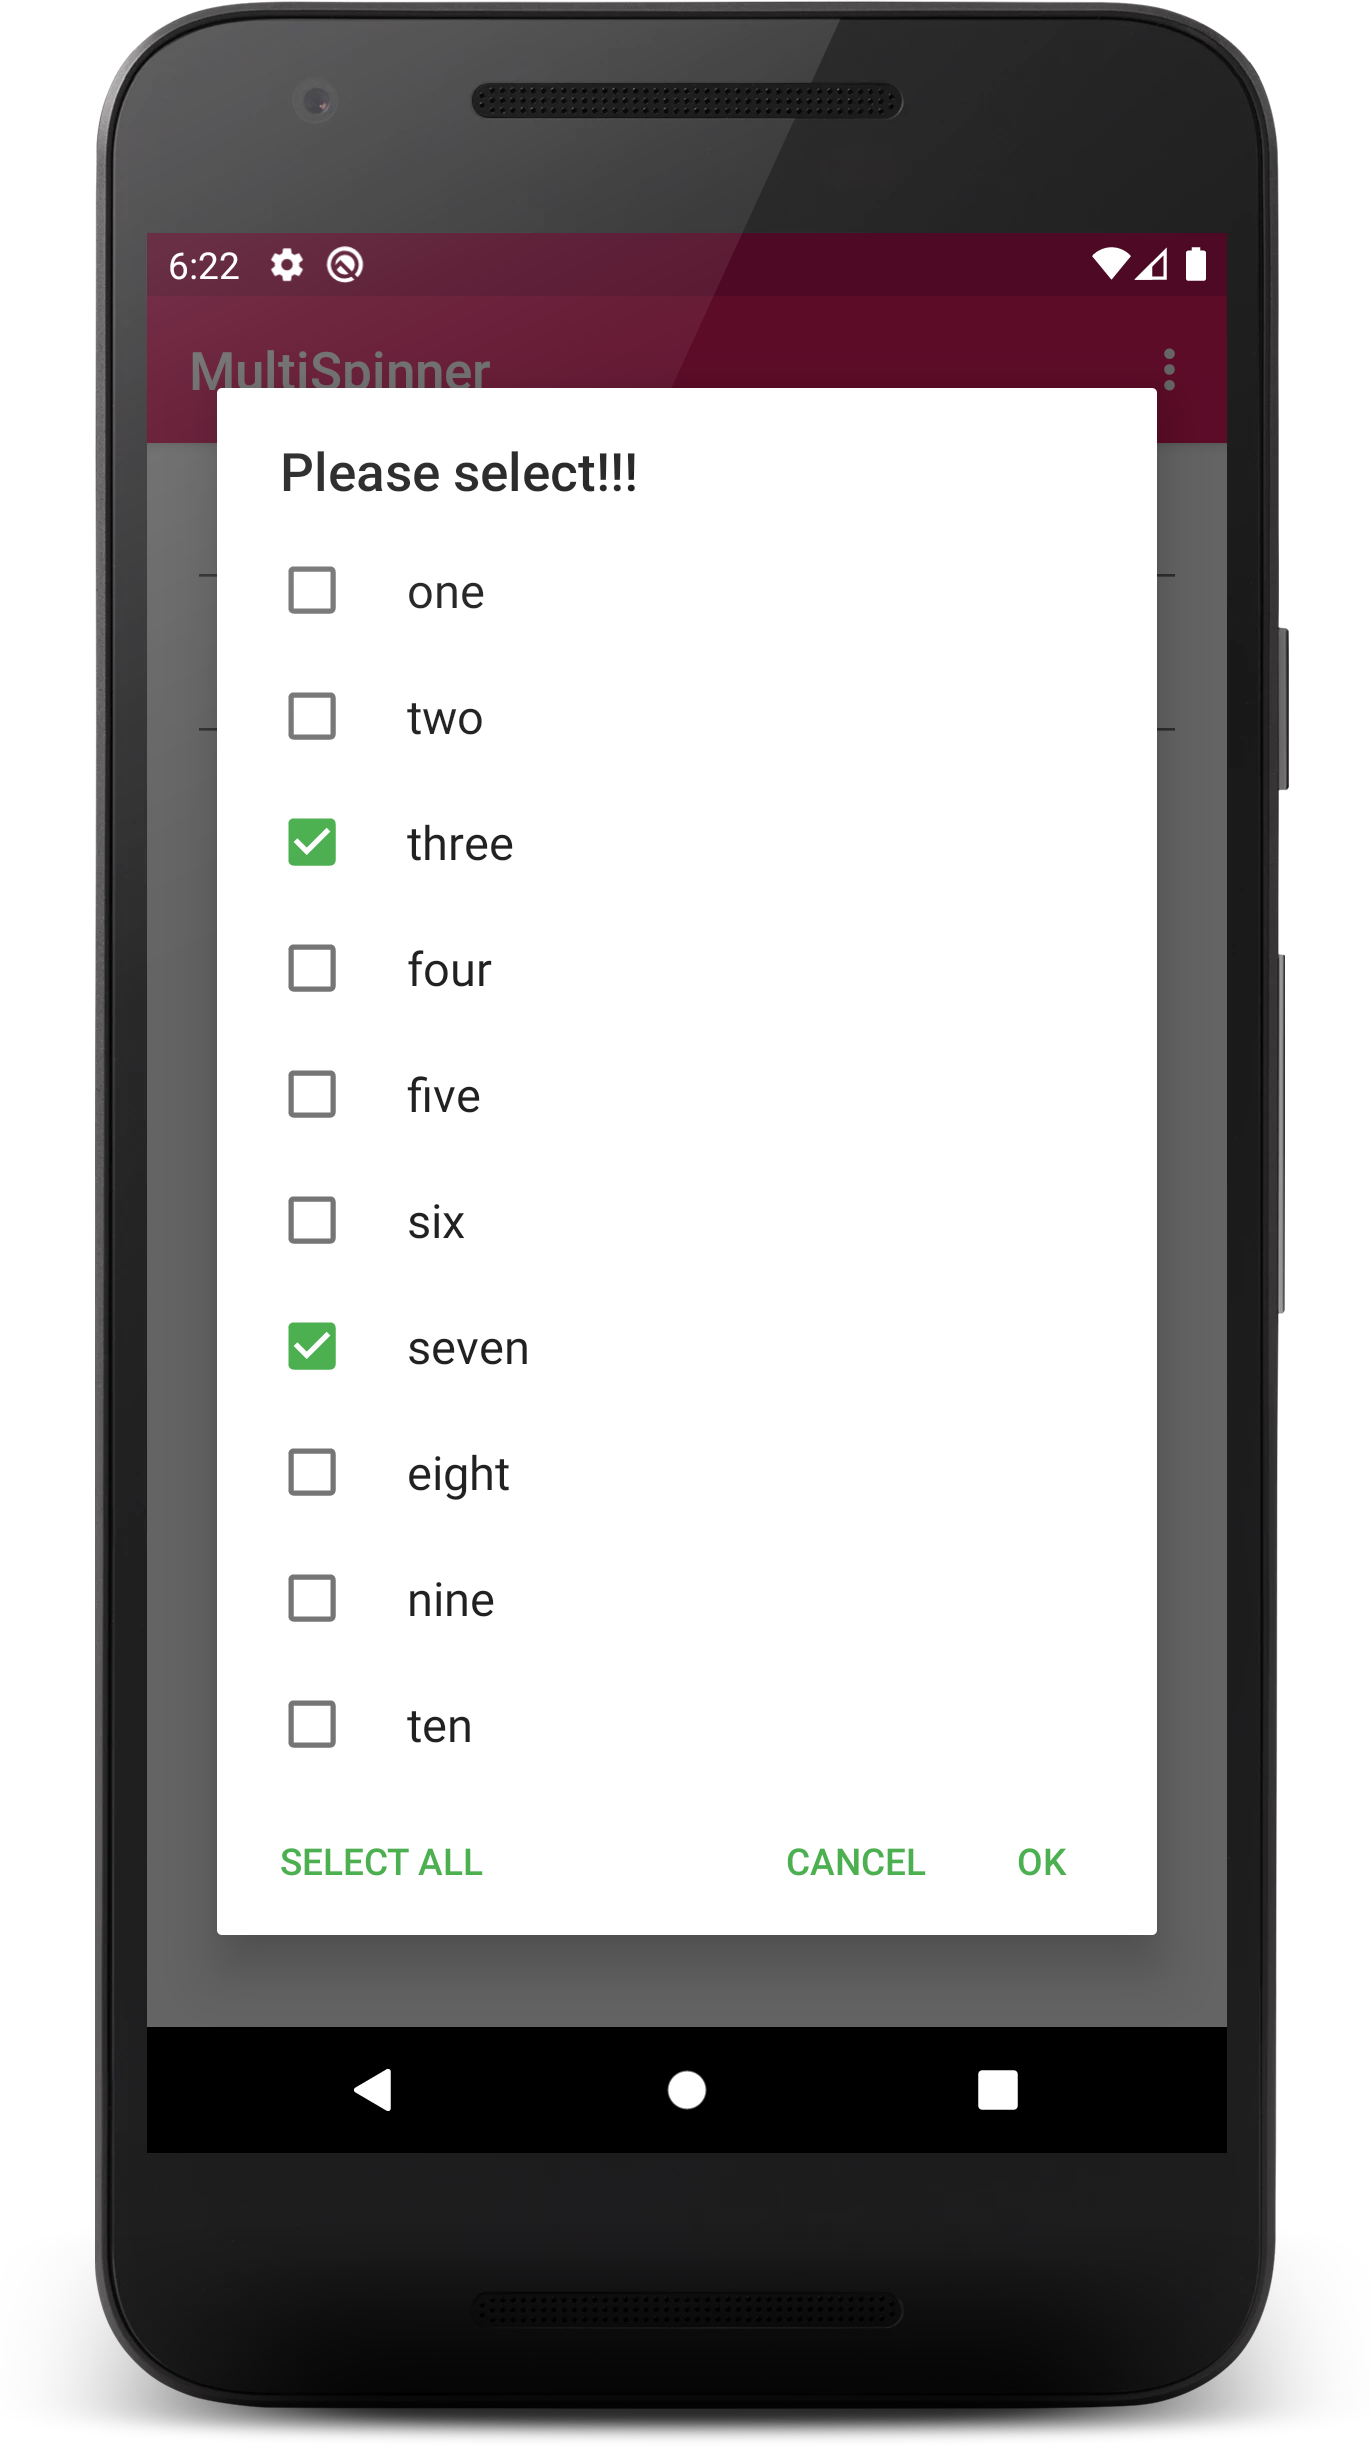 6:22
MultiSpinner
Please select!!!
one
two
three
four
five
six
seven
eight
nine
ten
SELECT ALL CANCEL OK